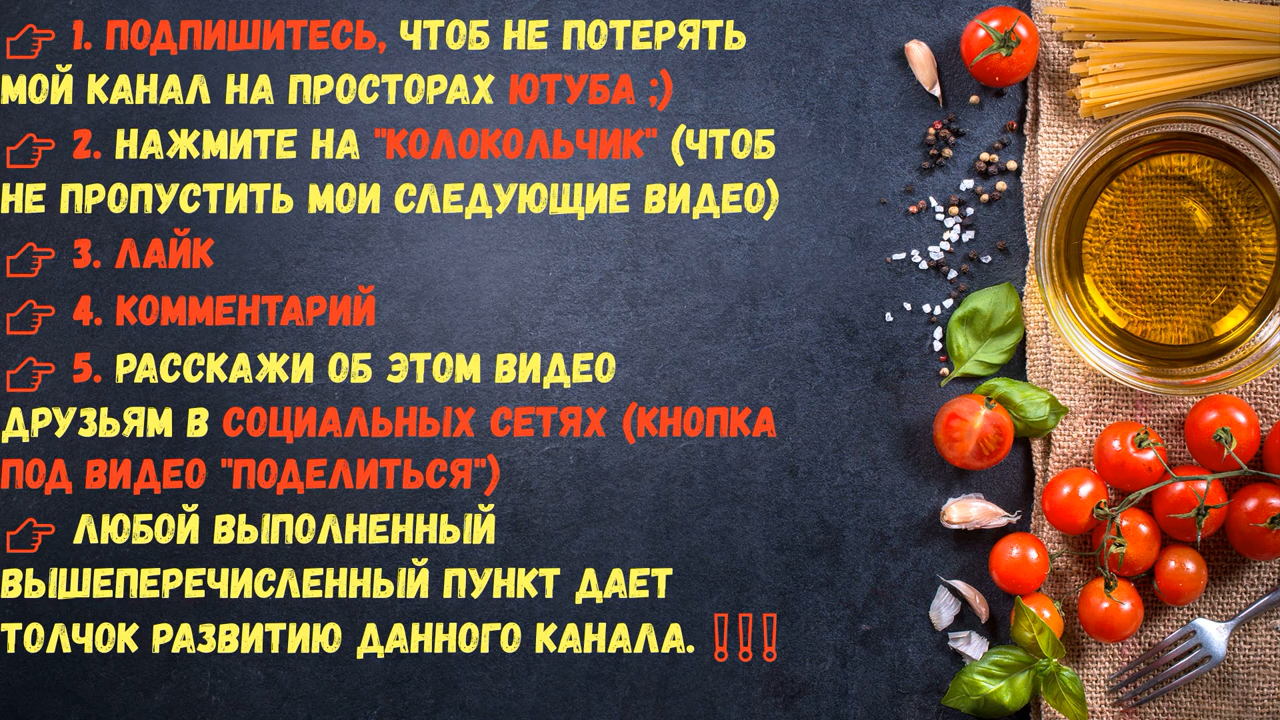 👉 1. ПОДПИШИТЕСЬ, ЧТОБ НЕ ПОТЕРЯТЬ
МОЙ КАНАЛ НА ПРОСТОРАХ ЮТУБА ;)
👉 2. НАЖМИТЕ НА "КОЛОКОЛЬЧИК" (ЧТОБ
НЕ ПРОПУСТИТЬ МОИ СЛЕДУЮЩИЕ ВИДЕО)
👉 3. ЛАЙК
👉 4. КОММЕНТАРИЙ
👉 5. РАССКАЖИ ОБ ЭТОМ ВИДЕО
ДРУЗЬЯМ В СОЦИАЛЬНЫХ СЕТЯХ (КНОПКА
ПОД ВИДЕО "ПОДЕЛИТЬСЯ")
👉 ЛЮБОЙ ВЫПОЛНЕННЫЙ
ВЫШЕПЕРЕЧИСЛЕННЫЙ ПУНКТ ДАЕТ
ТОЛЧОК РАЗВИТИЮ ДАННОГО КАНАЛА. !!!